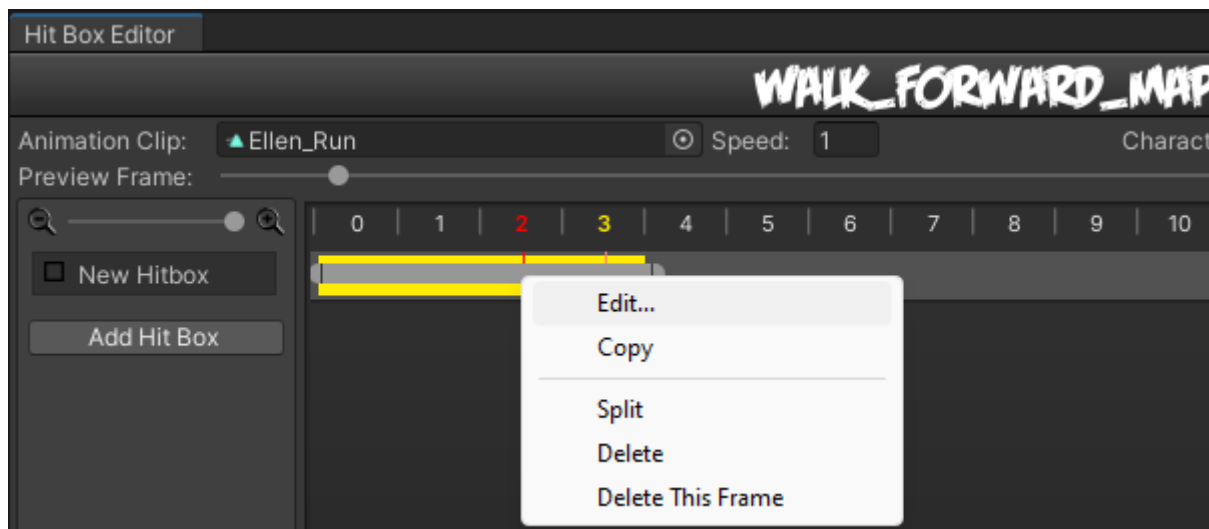 Hit Box Editor
WALK_FORWARD_MAP
Animation Clip: Ellen_Run Speed: 1 Charact
Preview Frame:
0 1 2 3 4 5 6 7 8 9 10
New Hitbox
Add Hit Box
Edit...
Copy
Split
Delete
Delete This Frame